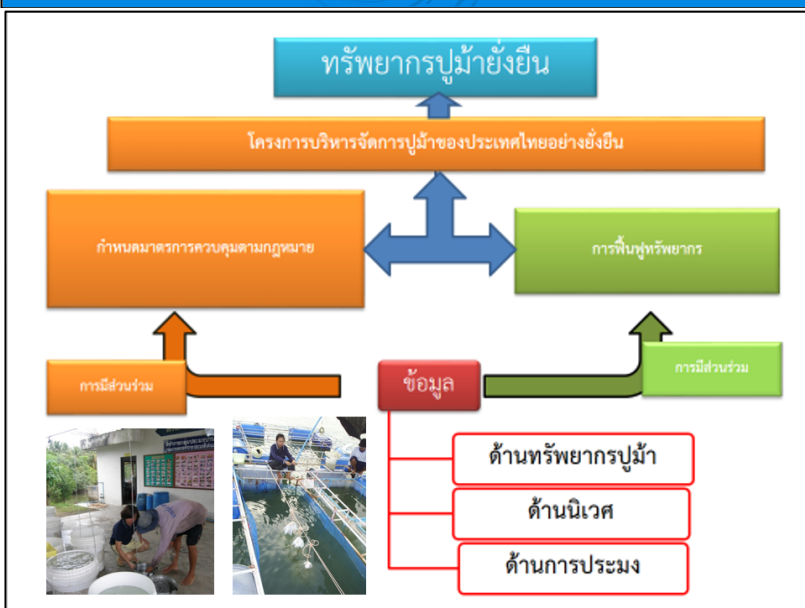 ทรัพยากรปูม้ายั่งยืน
โครงการบริหารจัดการปูม้าของประเทศไทยอย่างยั่งยืน
กำหนดมาตรการควบคุมตามกฎหมาย
การฟื้นฟูทรัพยากร
การมีส่วนร่วม
ข้อมูล
การมีส่วนร่วม
ด้านทรัพยากรปูม้า
ด้านนิเวศ
ด้านการประมง